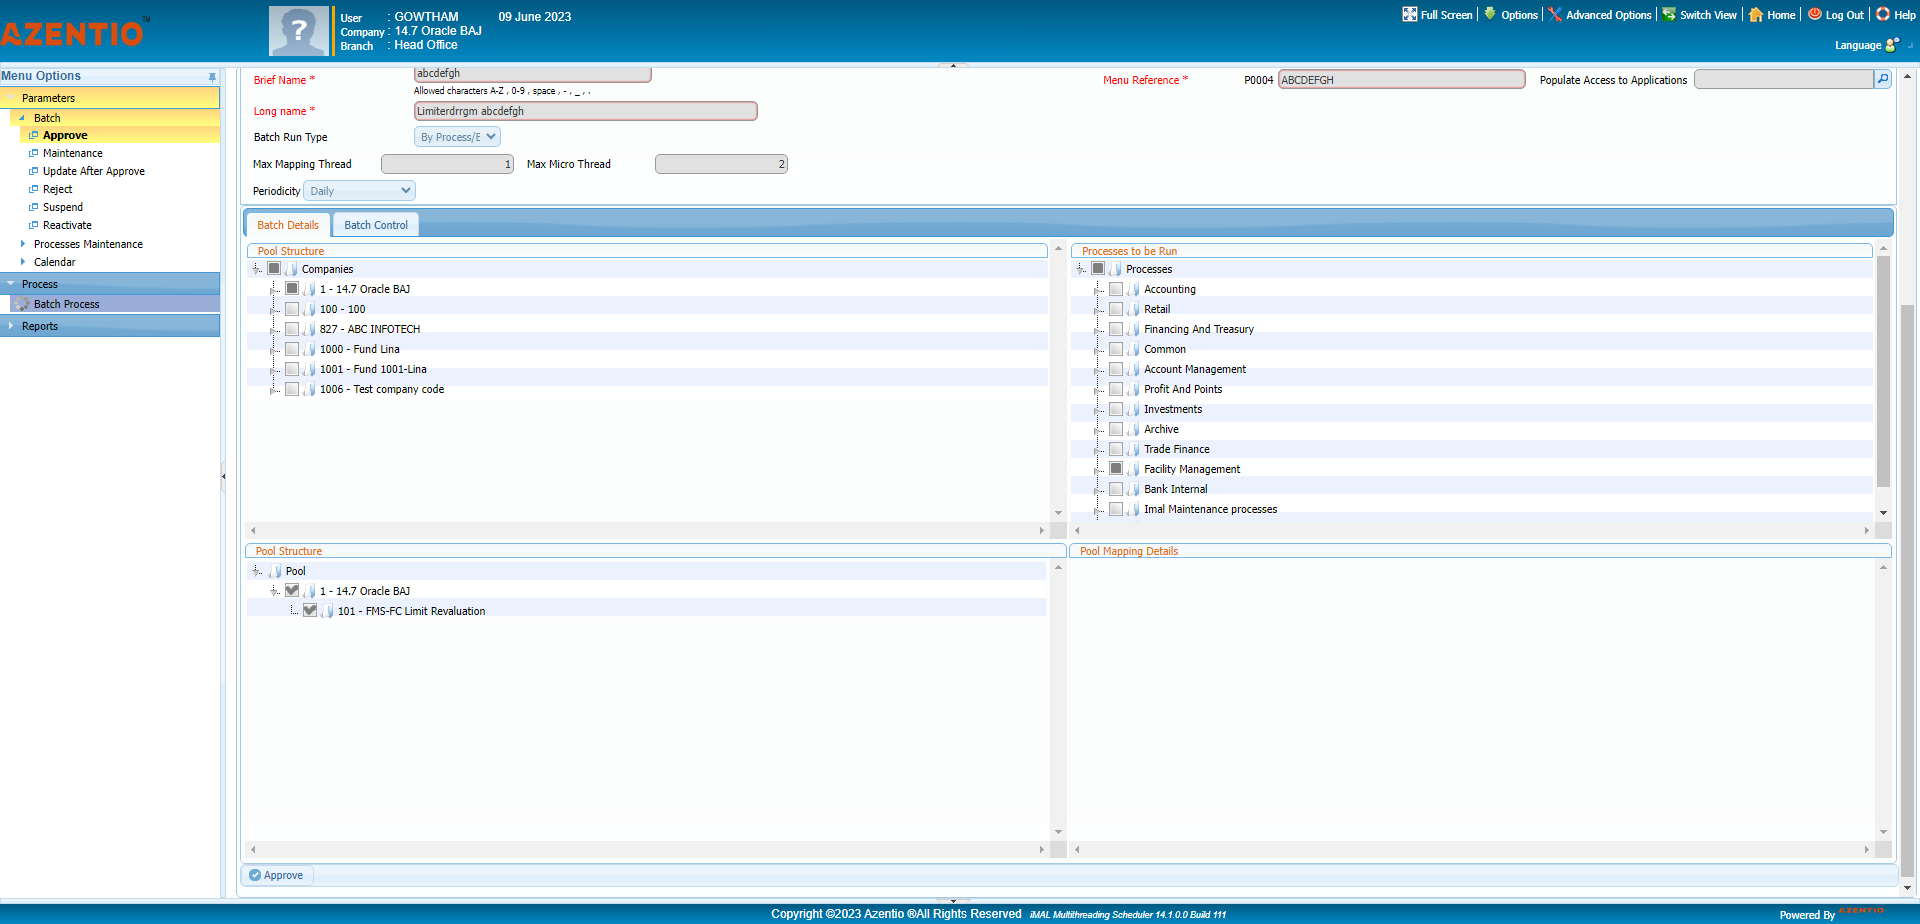 AZENTIO™
User : GOWTHAM 09 June 2023
Company : 14.7 Oracle BAJ
Branch : Head Office
Full Screen Options Advanced Options Switch View Home Log Out Help
Language
Menu Options
Parameters
Batch
Approve
Maintenance
Update After Approve
Reject
Suspend
Reactivate
Processes Maintenance
Calendar
Process
Batch Process
Reports
Brief Name * abcdefgh Menu Reference * P0004 ABCDEFGH Populate Access to Applications
Allowed characters A-Z , 0-9 , space , - , _ , .
Long name * Limiterdrrgm abcdefgh
Batch Run Type By Process/E
Max Mapping Thread 1 Max Micro Thread 2
Periodicity Daily
Batch Details Batch Control
Pool Structure
Companies
1 - 14.7 Oracle BAJ
100 - 100
827 - ABC INFOTECH
1000 - Fund Lina
1001 - Fund 1001-Lina
1006 - Test company code
Processes to be Run
Processes
Accounting
Retail
Financing And Treasury
Common
Account Management
Profit And Points
Investments
Archive
Trade Finance
Facility Management
Bank Internal
Imal Maintenance processes
Pool Structure
Pool
1 - 14.7 Oracle BAJ
101 - FMS-FC Limit Revaluation
Pool Mapping Details
Approve
Copyright ©2023 Azentio ®All Rights Reserved iMAL Multithreading Scheduler 14.1.0.0 Build 111
Powered By AZENTIO